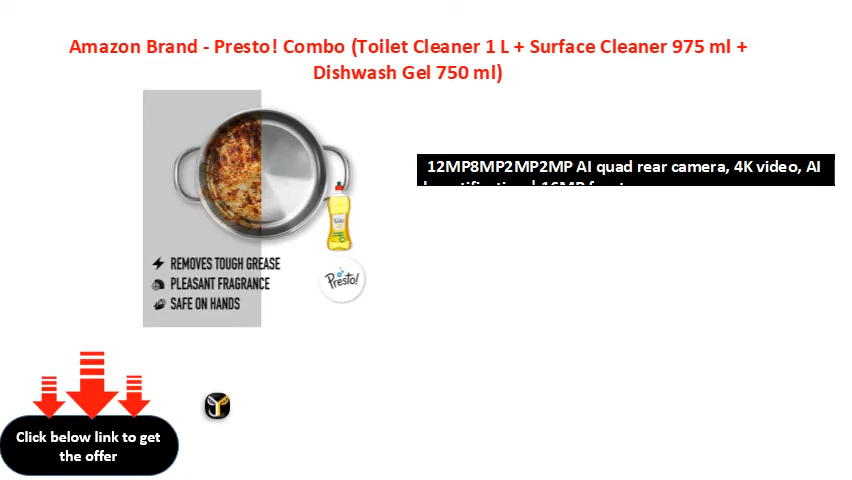 Amazon Brand - Presto! Combo (Toilet Cleaner 1 L + Surface Cleaner 975 ml +
Dishwash Gel 750 ml)
12MP8MP2MP2MP AI quad rear camera, 4K video, AI
REMOVES TOUGH GREASE
PLEASANT FRAGRANCE
SAFE ON HANDS
Presto!
Click below link to get
the offer